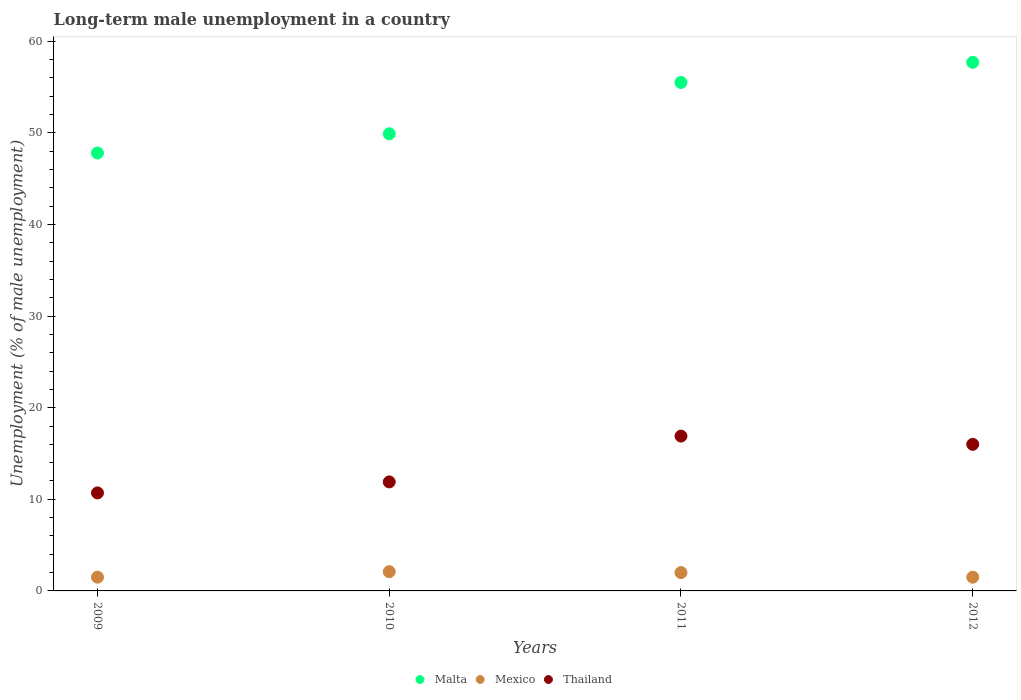 Long-term male unemployment in a country
Unemployment (% of male unemployment)
60
50
40
30
20
10
0
2009
2010
2011
2012
Years
Malta
Mexico
Thailand